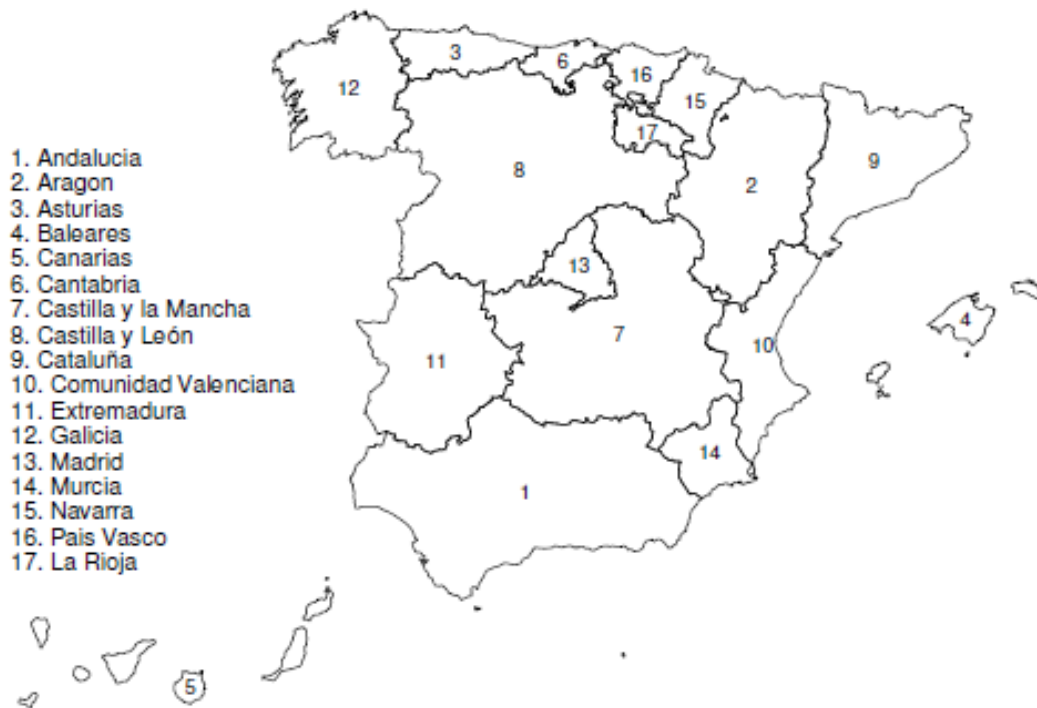 1. Andalucia
2. Aragon
3. Asturias
4. Baleares
5. Canarias
6. Cantabria
7. Castilla y la Mancha
8. Castilla y León
9. Cataluña
10. Comunidad Valenciana
11. Extremadura
12. Galicia
13. Madrid
14. Murcia
15. Navarra
16. Pais Vasco
17. La Rioja
3
6
16
12
15
17
9
8
2
13
4
7
10
11
14
1
5